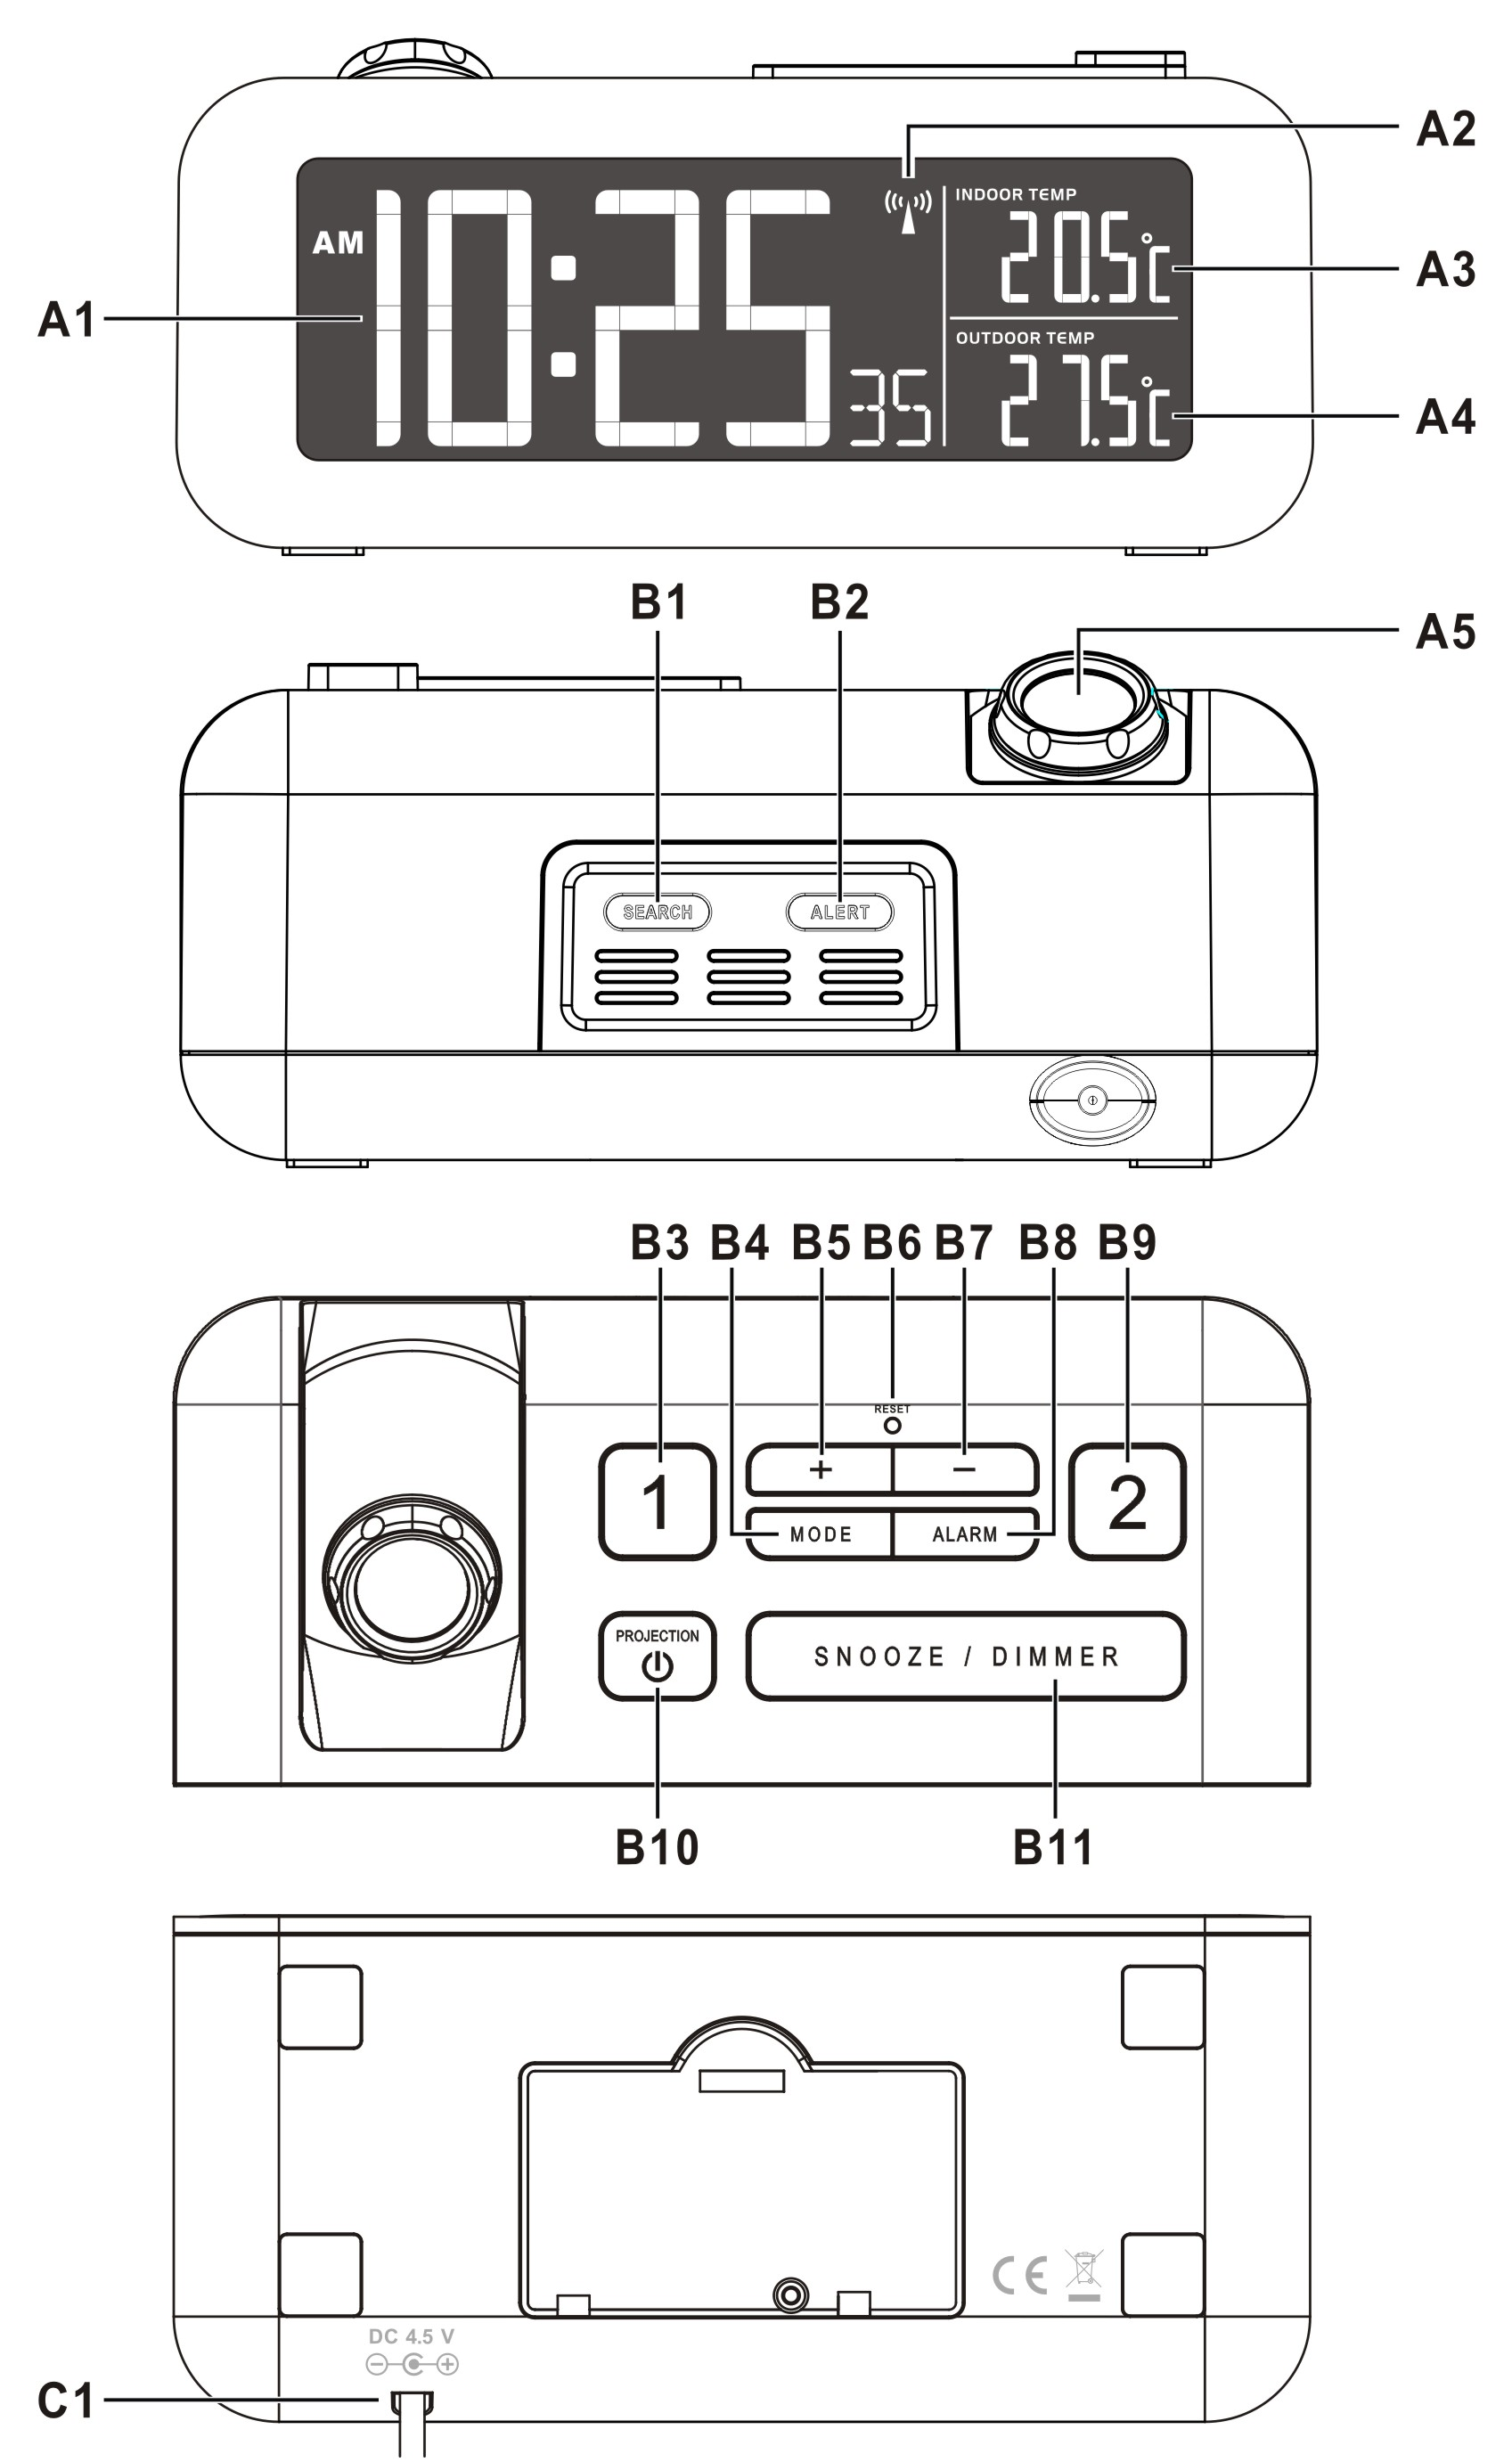 A2
INDOOR TEMP
AM 10:25 35
20.5°C
A3
A1
OUTDOOR TEMP
27.5°C
A4
B1 B2
A5
SEARCH ALERT
B3 B4 B5 B6 B7 B8 B9
RESET
1 + − 2
MODE ALARM
PROJECTION
SNOOZE / DIMMER
B10 B11
CE
DC 4.5 V
C1